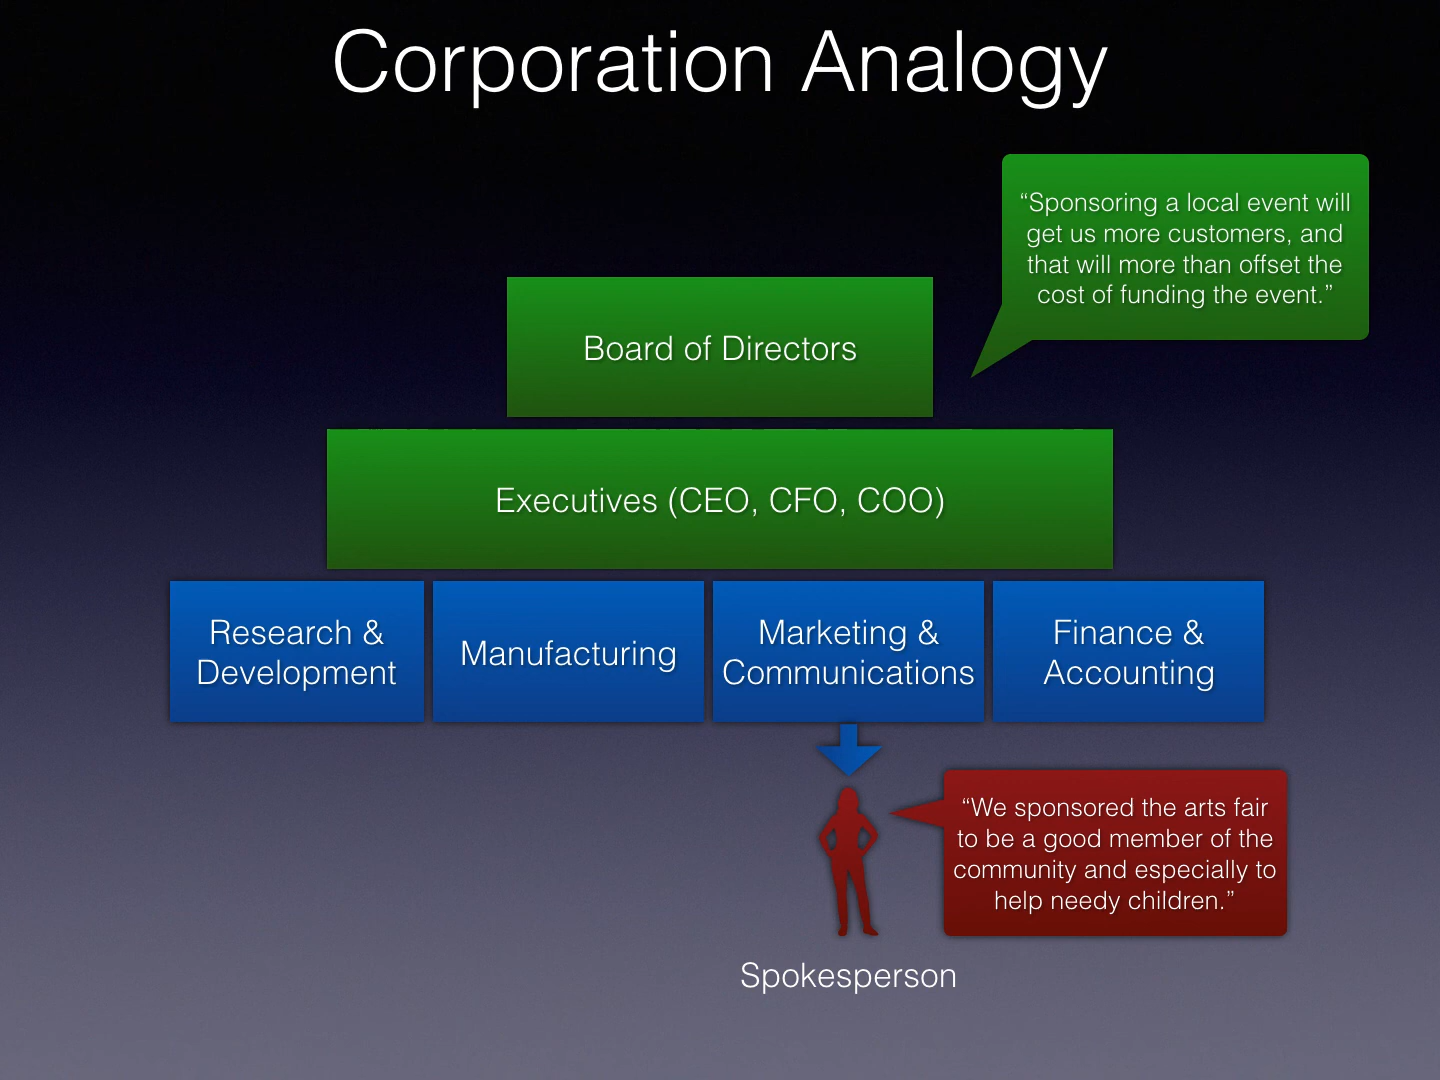 Corporation Analogy
“Sponsoring a local event will
get us more customers, and
that will more than offset the
cost of funding the event.”
Board of Directors
Executives (CEO, CFO, COO)
Research &
Development
Manufacturing
Marketing &
Communications
Finance &
Accounting
“We sponsored the arts fair
to be a good member of the
community and especially to
help needy children.”
Spokesperson